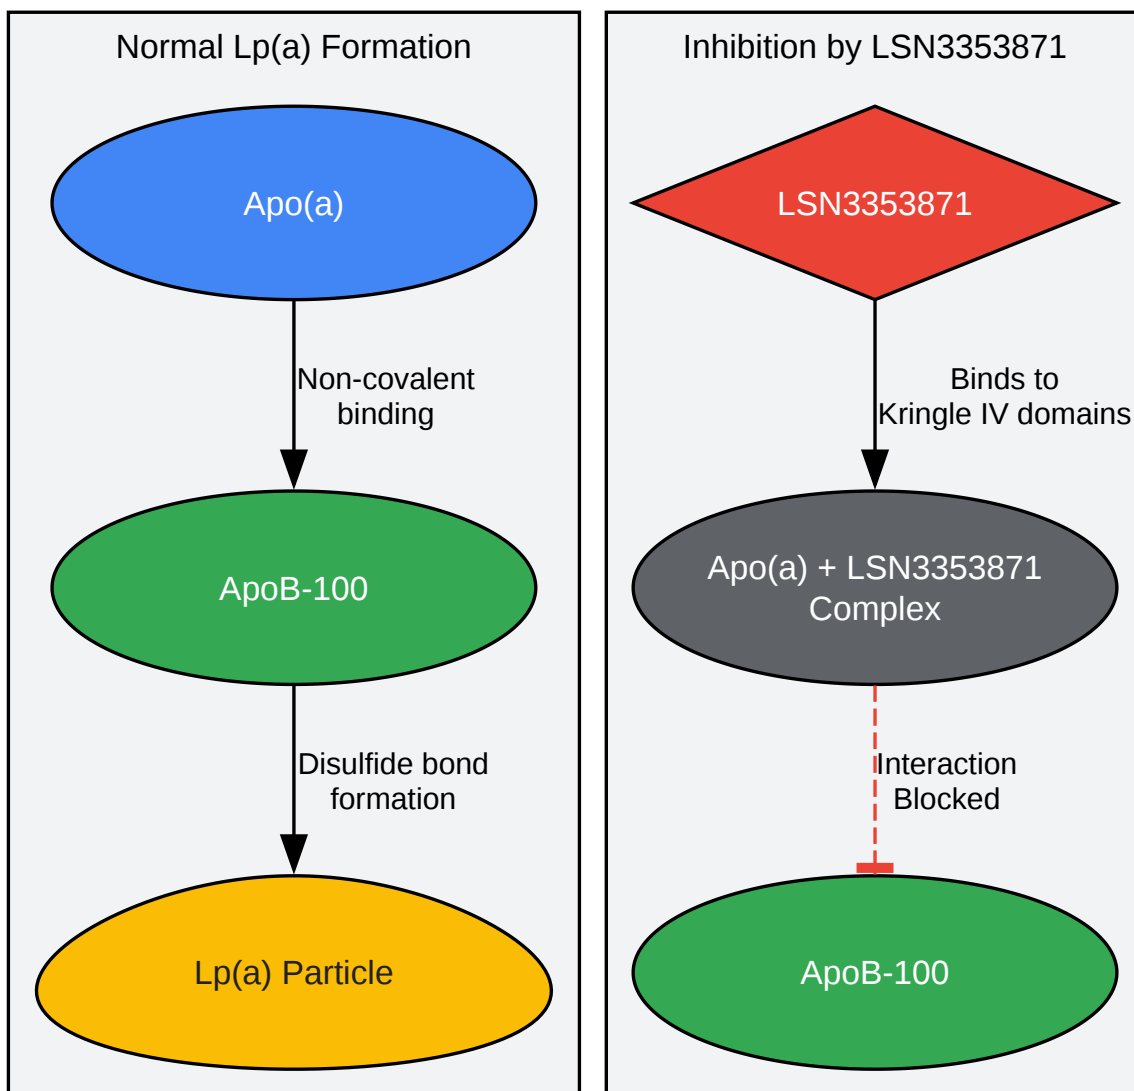 Normal Lp(a) Formation
Apo(a)
Non-covalent
binding
ApoB-100
Disulfide bond
formation
Lp(a) Particle
Inhibition by LSN3353871
LSN3353871
Binds to
Kringle IV domains
Apo(a) + LSN3353871
Complex
Interaction
Blocked
ApoB-100